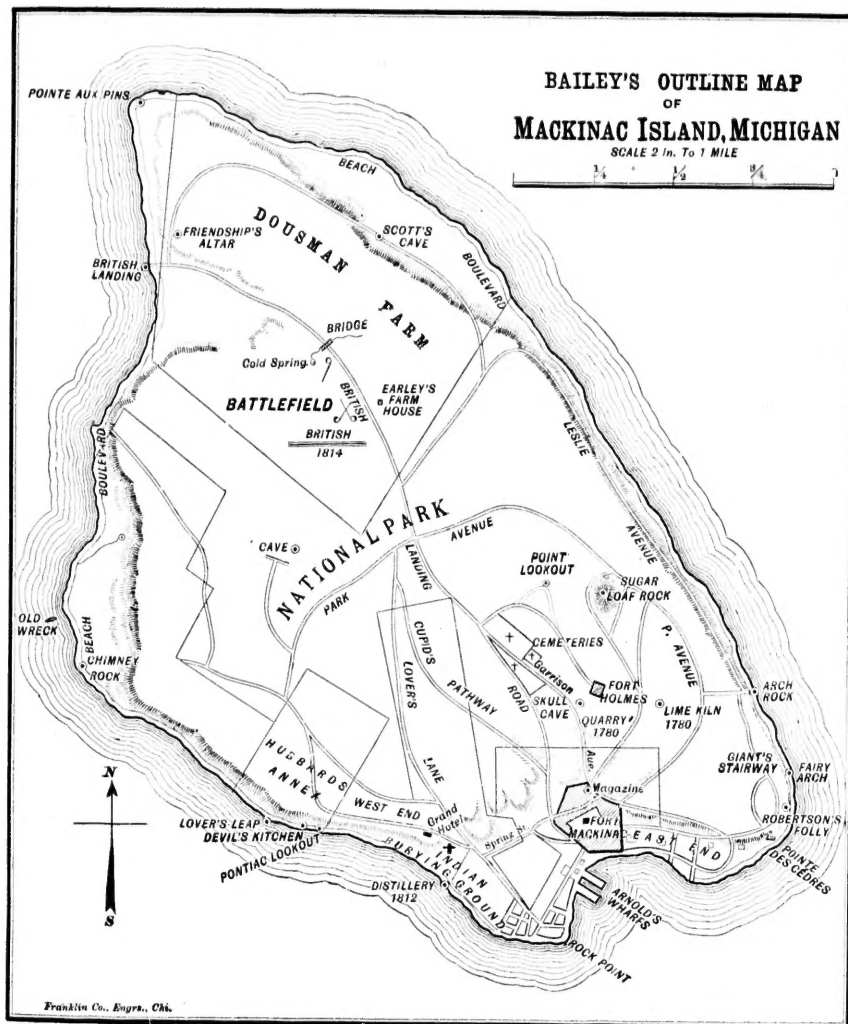 BAILEY'S OUTLINE MAP
OF
MACKINAC ISLAND, MICHIGAN
SCALE 2 in. To 1 MILE
1/4
1/2
3/4
1
POINTE AUX PINS
BEACH
BOULEVARD
FRIENDSHIP'S
ALTAR
DOUSMAN
FARM
SCOTT'S
CAVE
BRITISH
LANDING
BRIDGE
Cold Spring
EARLEY'S
FARM
HOUSE
BATTLEFIELD
BRITISH
BRITISH
1814
LESLIE
AVENUE
BOULEVARD
BEACH
CAVE
NATIONAL PARK
PARK
AVENUE
LANDING
ROAD
POINT
LOOKOUT
SUGAR
LOAF ROCK
P. AVENUE
OLD
WRECK
CHIMNEY
ROCK
CUPID'S
PATHWAY
LOVER'S
LANE
CEMETERIES
Garrison
SKULL
CAVE
FORT
HOLMES
QUARRY
1780
LIME KILN
1780
ARCH
ROCK
Ave
GIANT'S
STAIRWAY
FAIRY
ARCH
HUBBARDS
ANNEX
WEST END
Grand
Hotel
Spring St
Magazine
FORT
MACKINAC
EAST END
ROBERTSON'S
FOLLY
POINTE
DES CÈDRES
LOVER'S LEAP
DEVIL'S KITCHEN
PONTIAC LOOKOUT
INDIAN
BURYING GROUND
DISTILLERY
1812
ARNOLD'S
WHARFS
ROCK POINT
N
S
Franklin Co., Engrs., Chi.